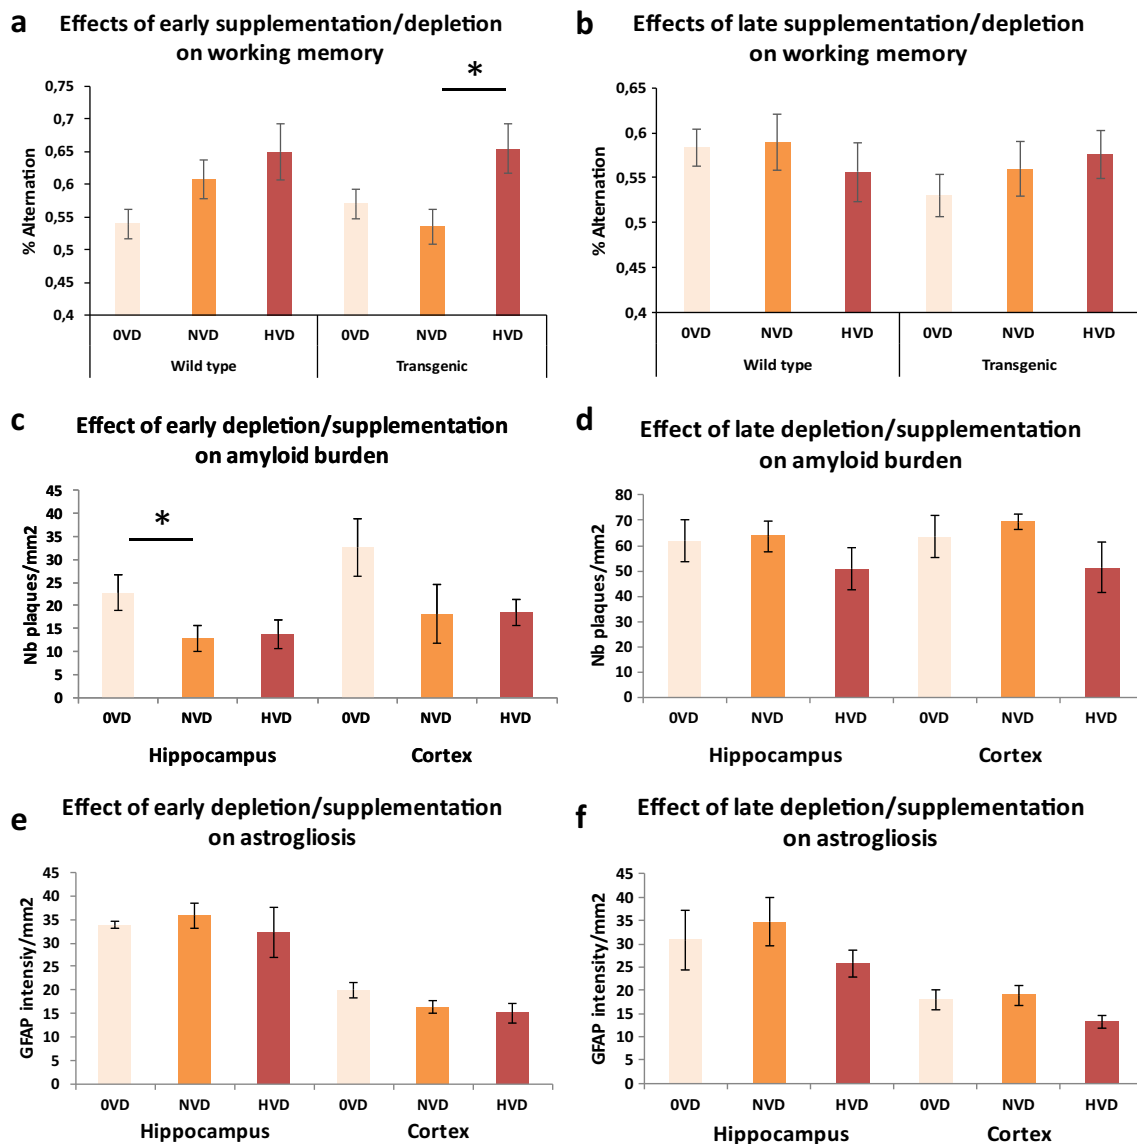 a
Effects of early supplementation/depletion
on working memory
*
0,75
0,7
0,65
0,6
0,55
0,5
0,45
0,4
% Alternation
0VD NVD HVD 0VD NVD HVD
Wild type Transgenic
b
Effects of late supplementation/depletion
on working memory
0,65
0,6
0,55
0,5
0,45
0,4
% Alternation
0VD NVD HVD 0VD NVD HVD
Wild type Transgenic
c
Effect of early depletion/supplementation
on amyloid burden
*
45
40
35
30
25
20
15
10
5
0
Nb plaques/mm2
0VD NVD HVD 0VD NVD HVD
Hippocampus Cortex
d
Effect of late depletion/supplementation
on amyloid burden
80
70
60
50
40
30
20
10
0
Nb plaques/mm2
0VD NVD HVD 0VD NVD HVD
Hippocampus Cortex
e
Effect of early depletion/supplementation
on astrogliosis
45
40
35
30
25
20
15
10
5
0
GFAP intensiy/mm2
0VD NVD HVD 0VD NVD HVD
Hippocampus Cortex
f
Effect of late depletion/supplementation
on astrogliosis
45
40
35
30
25
20
15
10
5
0
GFAP intensity/mm2
0VD NVD HVD 0VD NVD HVD
Hippocampus Cortex